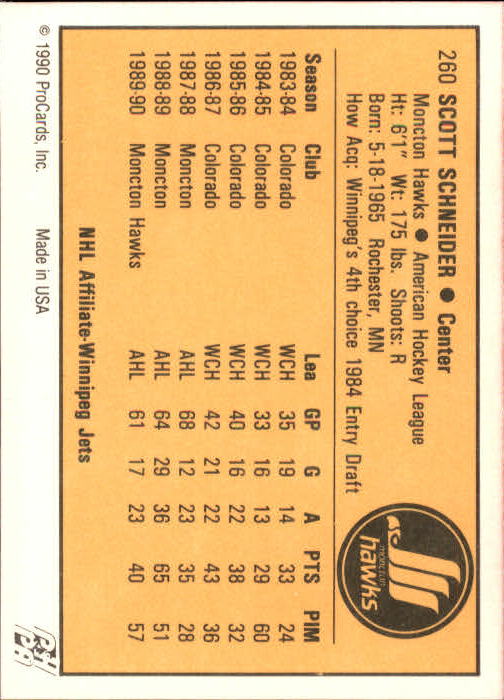 260 SCOTT SCHNEIDER ● Center
Moncton Hawks ● American Hockey League
Ht: 6'1" Wt: 175 lbs. Shoots: R
Born: 5-18-1965 Rochester, MN
How Acq: Winnipeg's 4th choice 1984 Entry Draft
moncton
hawks
Season Club Lea GP G A PTS PIM
1983-84 Colorado WCH 35 19 14 33 24
1984-85 Colorado WCH 33 16 13 29 60
1985-86 Colorado WCH 40 16 22 38 32
1986-87 Colorado WCH 42 21 22 43 36
1987-88 Moncton AHL 68 12 23 35 28
1988-89 Moncton AHL 64 29 36 65 51
1989-90 Moncton Hawks AHL 61 17 23 40 57
NHL Affiliate-Winnipeg Jets
© 1990 ProCards, Inc. Made in USA